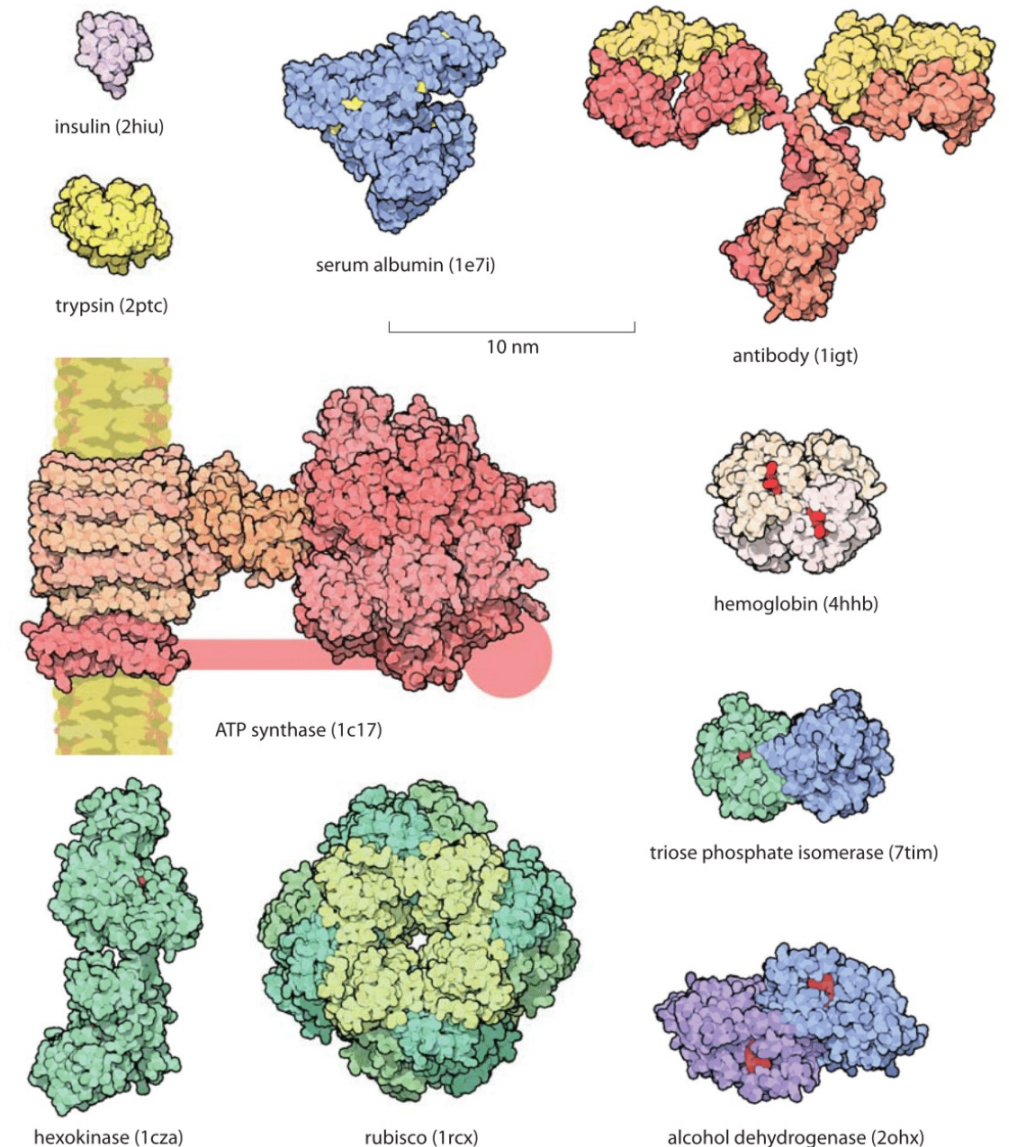 insulin (2hiu)
trypsin (2ptc)
serum albumin (1e7i)
10 nm
antibody (1igt)
hemoglobin (4hhb)
ATP synthase (1c17)
triose phosphate isomerase (7tim)
hexokinase (1cza)
rubisco (1rcx)
alcohol dehydrogenase (2ohx)